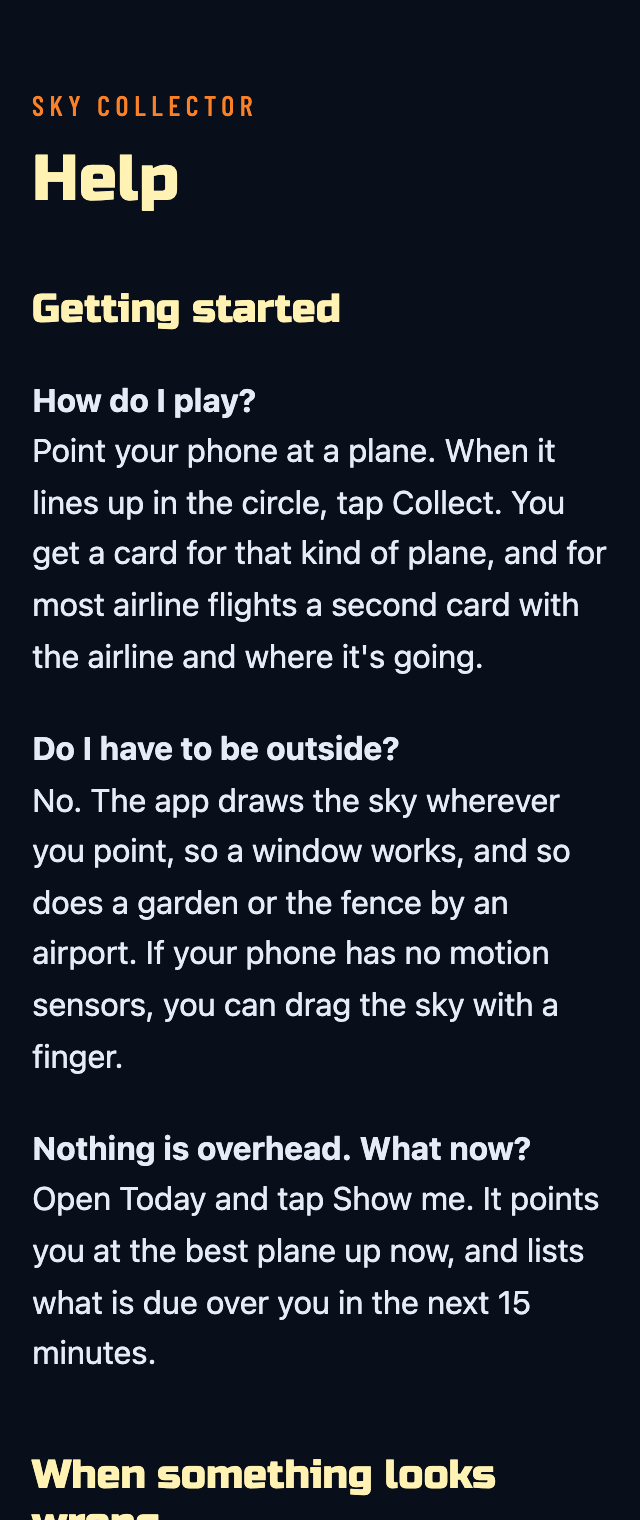 SKY COLLECTOR
Help
Getting started
How do I play?
Point your phone at a plane. When it
lines up in the circle, tap Collect. You
get a card for that kind of plane, and for
most airline flights a second card with
the airline and where it's going.
Do I have to be outside?
No. The app draws the sky wherever
you point, so a window works, and so
does a garden or the fence by an
airport. If your phone has no motion
sensors, you can drag the sky with a
finger.
Nothing is overhead. What now?
Open Today and tap Show me. It points
you at the best plane up now, and lists
what is due over you in the next 15
minutes.
When something looks
wrong